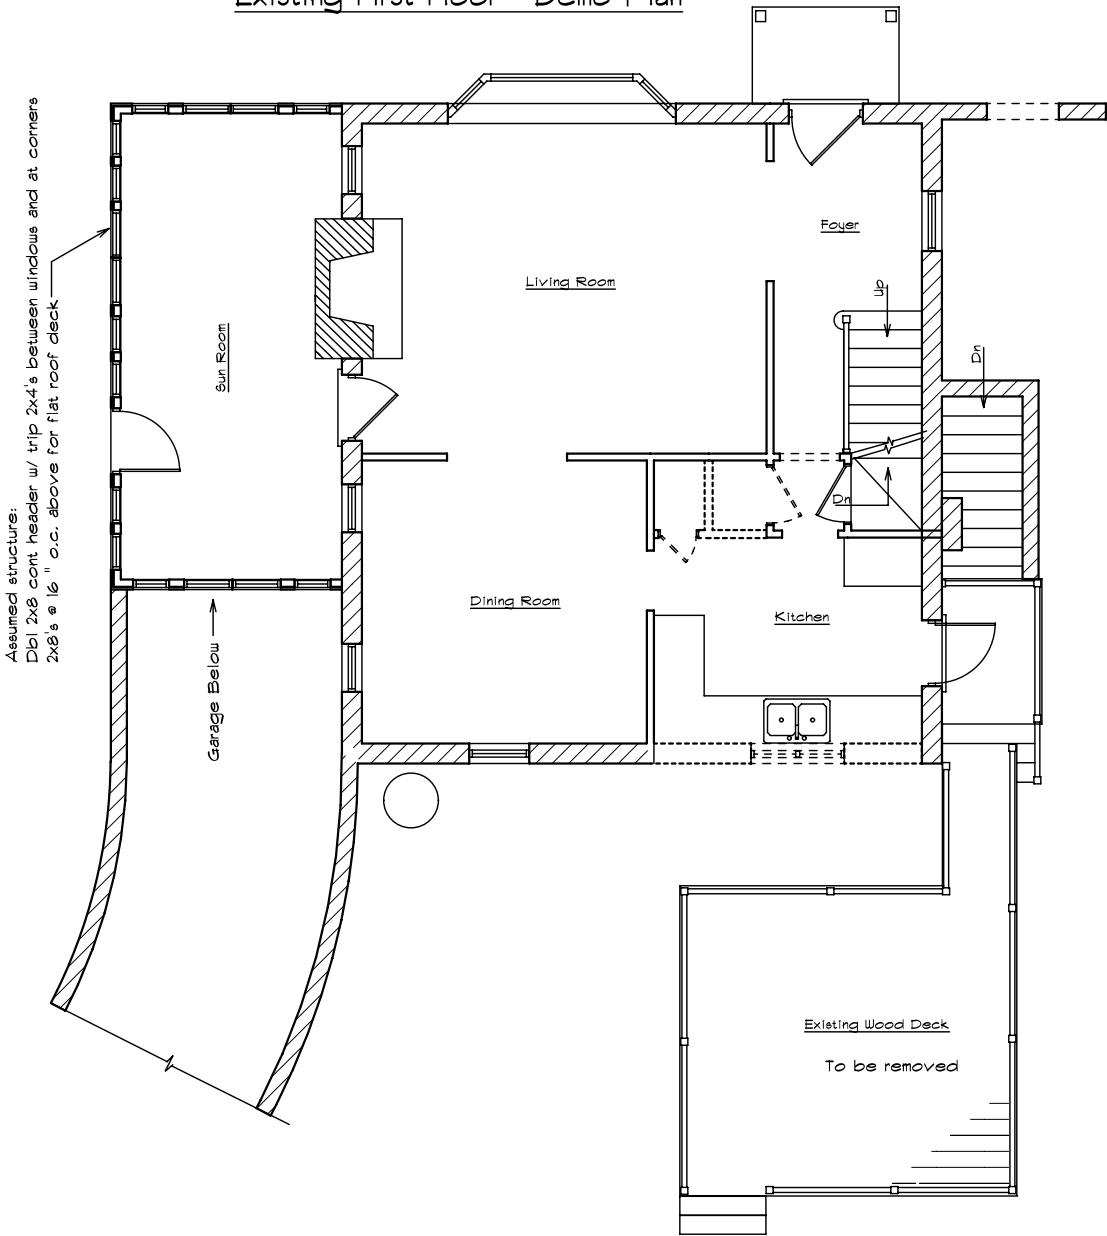 Existing First Floor - Demo Plan
Assumed structure:
Dbl 2x8 cont header w/ trip 2x4's between windows and at corners
2x8's @ 16 " o.c. above for flat roof deck
Foyer
Living Room
up
Sun Room
Dn
Dn
Dining Room
Kitchen
Garage Below
Existing Wood Deck
To be removed